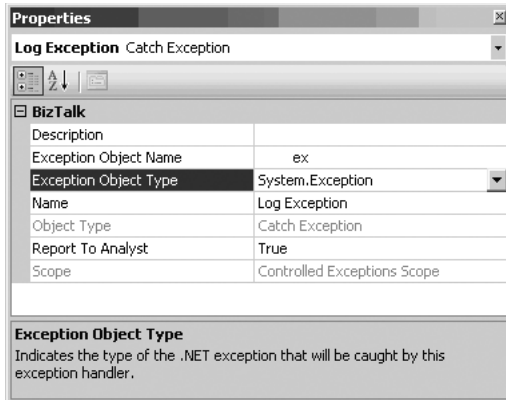 Properties
Log Exception Catch Exception
BizTalk
Description
Exception Object Name ex
Exception Object Type System.Exception
Name Log Exception
Object Type Catch Exception
Report To Analyst True
Scope Controlled Exceptions Scope
Exception Object Type
Indicates the type of the .NET exception that will be caught by this
exception handler.